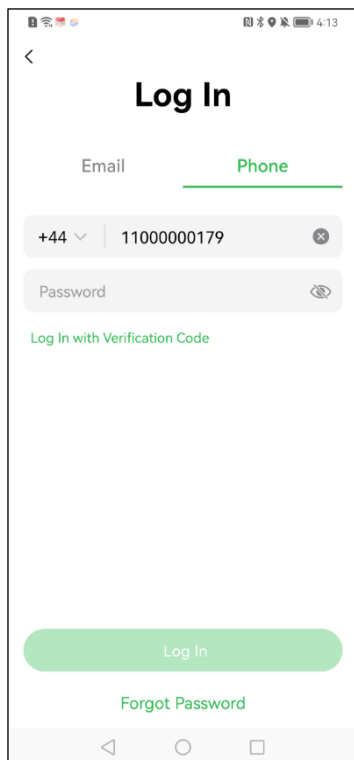 4:13
Log In
Email Phone
+44 11000000179
Password
Log In with Verification Code
Log In
Forgot Password